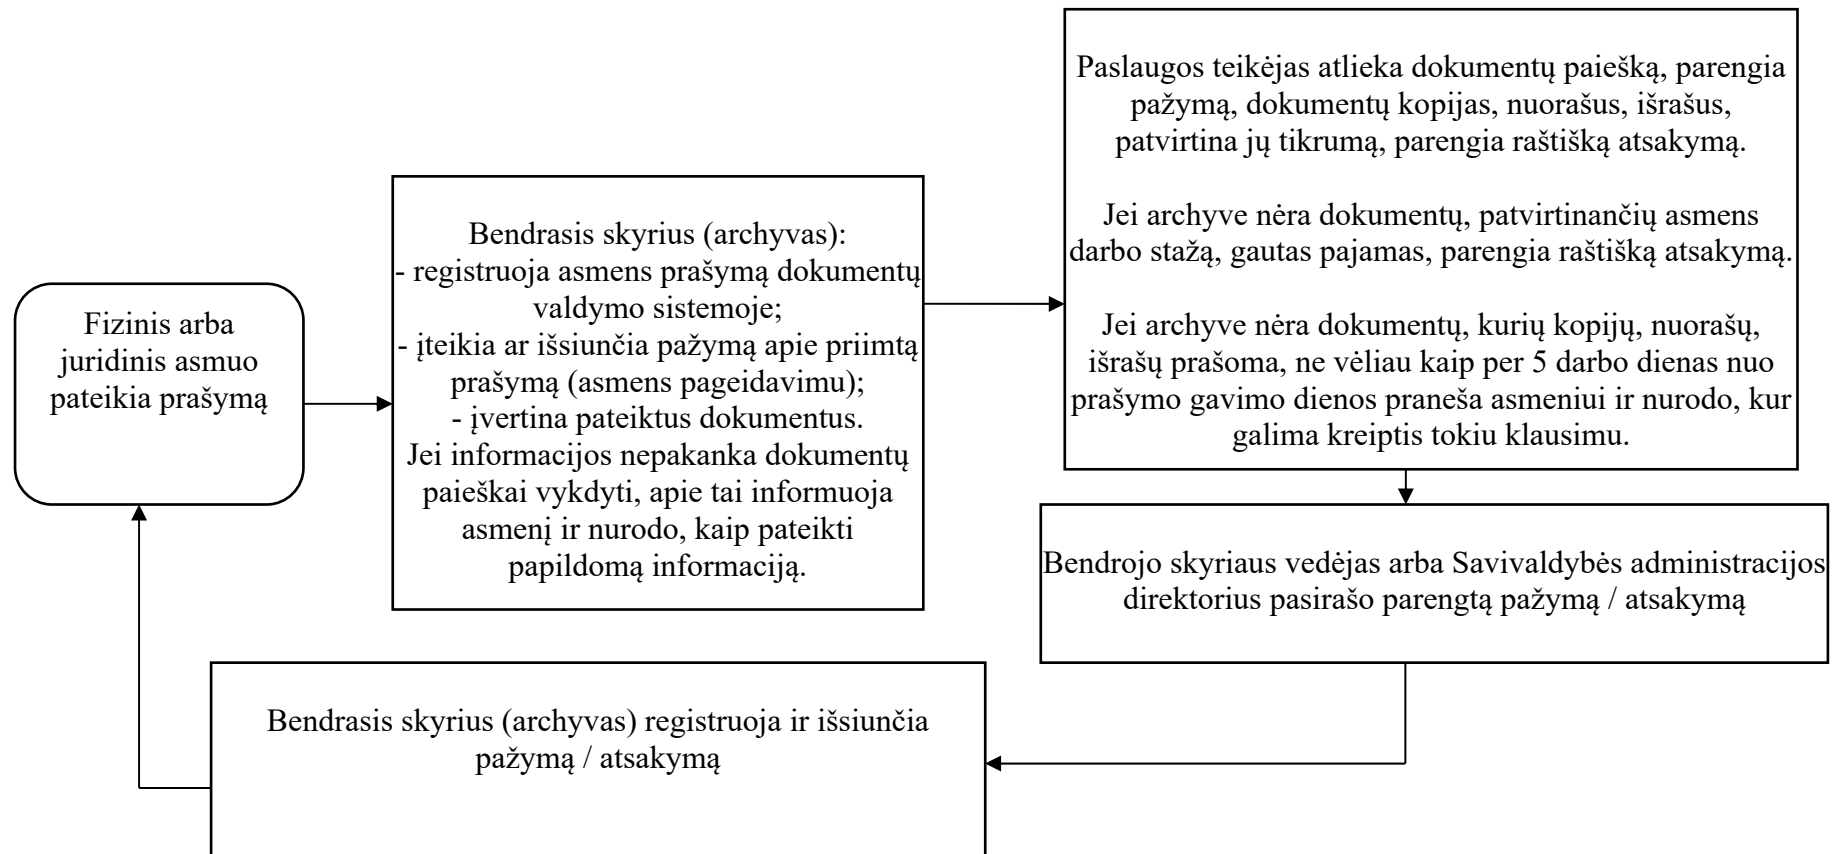 Fizinis arba
juridinis asmuo
pateikia prašymą
Bendrasis skyrius (archyvas):
- registruoja asmens prašymą dokumentų
valdymo sistemoje;
- įteikia ar išsiunčia pažymą apie priimtą
prašymą (asmens pageidavimu);
- įvertina pateiktus dokumentus.
Jei informacijos nepakanka dokumentų
paieškai vykdyti, apie tai informuoja
asmenį ir nurodo, kaip pateikti
papildomą informaciją.
Paslaugos teikėjas atlieka dokumentų paiešką, parengia
pažymą, dokumentų kopijas, nuorašus, išrašus,
patvirtina jų tikrumą, parengia raštišką atsakymą.
Jei archyve nėra dokumentų, patvirtinančių asmens
darbo stažą, gautas pajamas, parengia raštišką atsakymą.
Jei archyve nėra dokumentų, kurių kopijų, nuorašų,
išrašų prašoma, ne vėliau kaip per 5 darbo dienas nuo
prašymo gavimo dienos praneša asmeniui ir nurodo, kur
galima kreiptis tokiu klausimu.
Bendrojo skyriaus vedėjas arba Savivaldybės administracijos
direktorius pasirašo parengtą pažymą / atsakymą
Bendrasis skyrius (archyvas) registruoja ir išsiunčia
pažymą / atsakymą